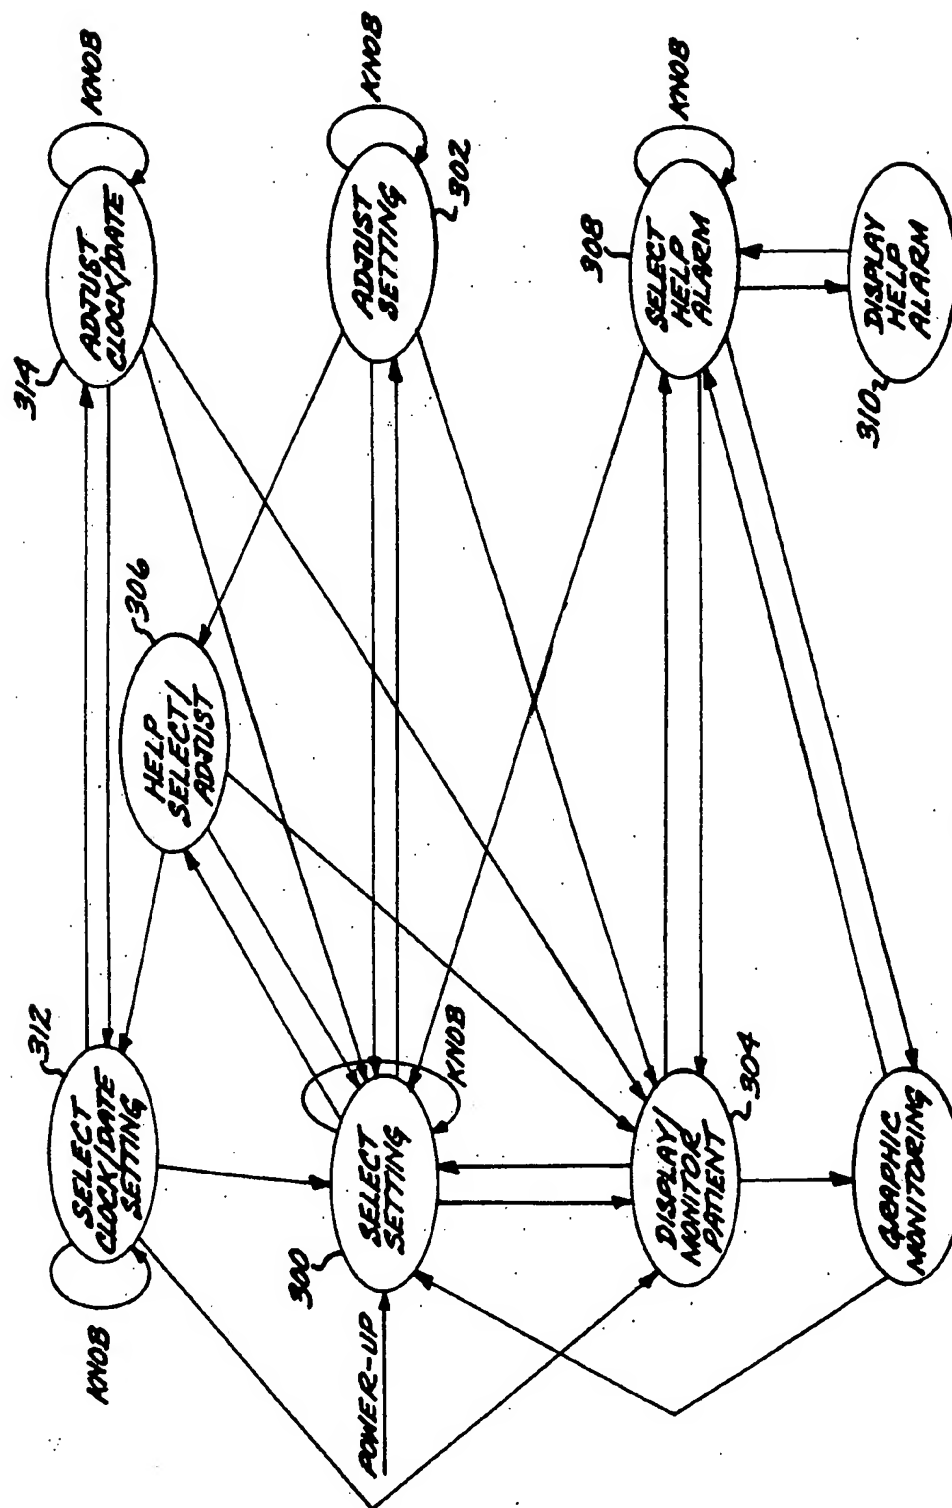 KNOB
312
SELECT
CLOCK/DATE
SETTING
314
ADJUST
CLOCK/DATE
KNOB
306
HELP
SELECT/
ADJUST
POWER-UP
300
SELECT
SETTING
KNOB
ADJUST
SETTING
302
KNOB
DISPLAY/
MONITOR
PATIENT
304
308
SELECT
HELP
ALARM
KNOB
GRAPHIC
MONITORING
310
DISPLAY
HELP
ALARM